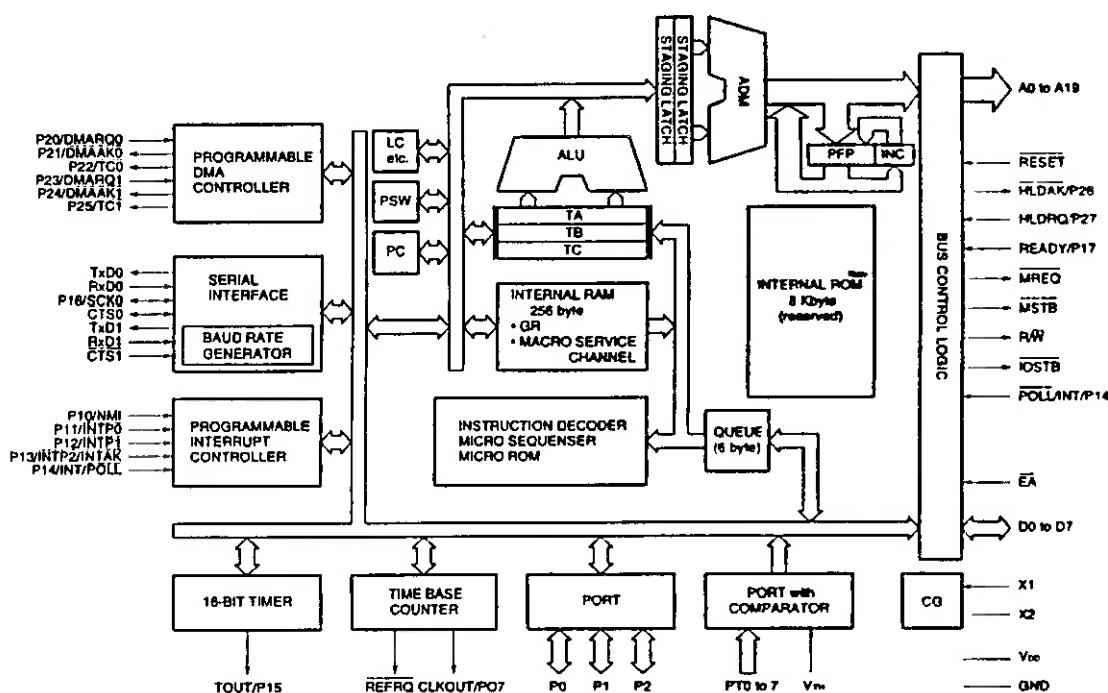 STAGING LATCH
STAGING LATCH
ADM
A0 to A19
P20/DMARQ0
P21/DMAAK0
P22/TC0
P23/DMARQ1
P24/DMAAK1
P25/TC1
PROGRAMMABLE
DMA
CONTROLLER
LC
etc.
PSW
PC
ALU
TA
TB
TC
PFP
INC
RESET
HLDAK/P26
HLDRQ/P27
READY/P17
MREQ
MSTB
R/W
IOSTB
POLL/INT/P14
EA
D0 to D7
BUS CONTROL LOGIC
TxD0
RxD0
P16/SCK0
CTS0
TxD1
RxD1
CTS1
SERIAL
INTERFACE
BAUD RATE
GENERATOR
INTERNAL RAM
256 byte
• GR
• MACRO SERVICE
CHANNEL
Note
INTERNAL ROM
8 Kbyte
(reserved)
P10/NMI
P11/INTP0
P12/INTP1
P13/INTP2/INTAK
P14/INT/POLL
PROGRAMMABLE
INTERRUPT
CONTROLLER
INSTRUCTION DECODER
MICRO SEQUENSER
MICRO ROM
QUEUE
(6 byte)
16-BIT TIMER
TIME BASE
COUNTER
PORT
PORT with
COMPARATOR
CG
X1
X2
VDD
GND
TOUT/P15
REFRQ
CLKOUT/PO7
P0
P1
P2
PT0 to 7
VTH